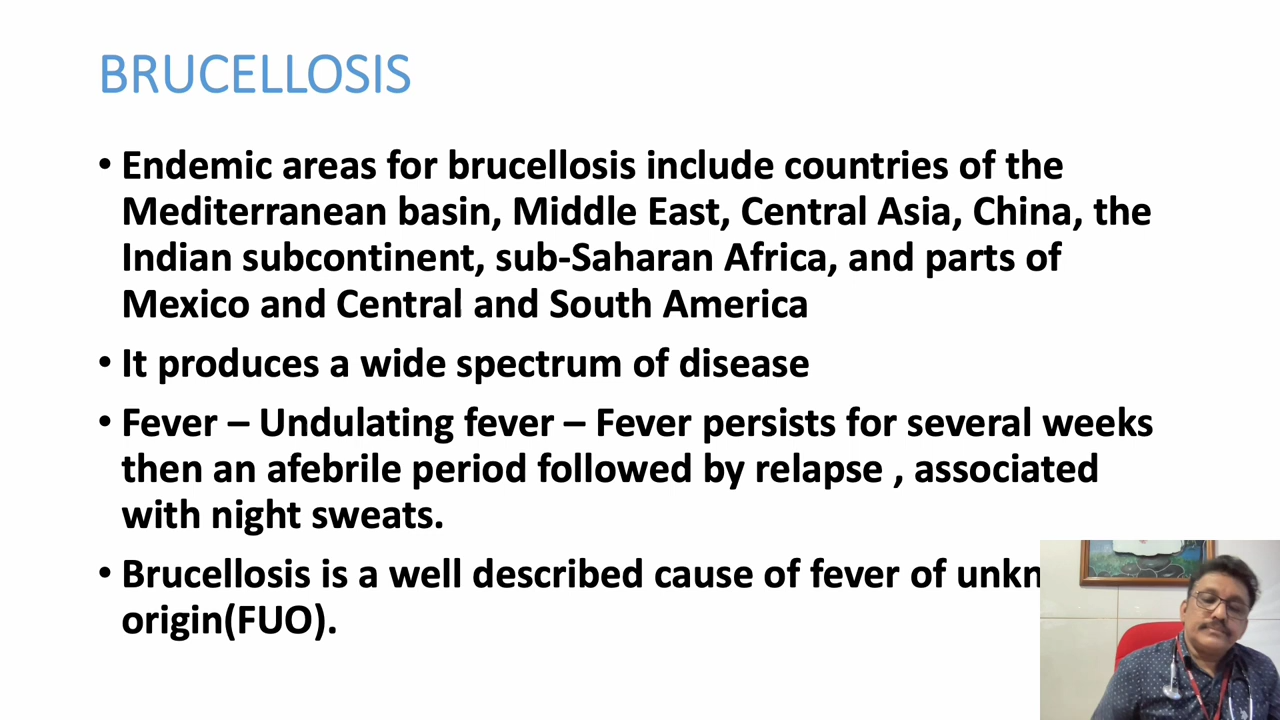 BRUCELLOSIS
• Endemic areas for brucellosis include countries of the
Mediterranean basin, Middle East, Central Asia, China, the
Indian subcontinent, sub-Saharan Africa, and parts of
Mexico and Central and South America
• It produces a wide spectrum of disease
• Fever – Undulating fever – Fever persists for several weeks
then an afebrile period followed by relapse , associated
with night sweats.
• Brucellosis is a well described cause of fever of
origin(FUO).